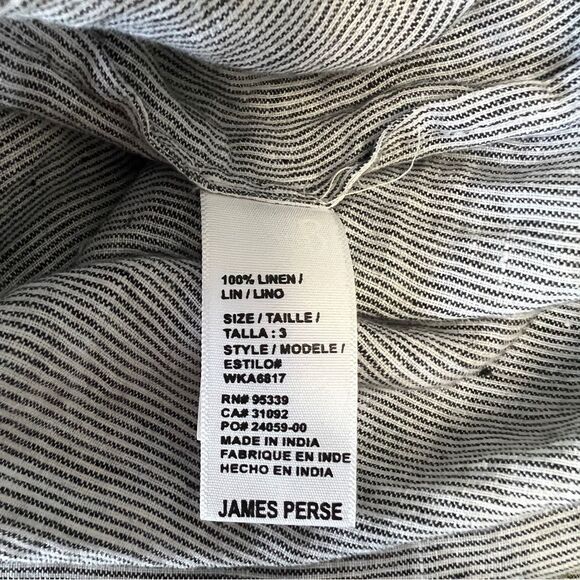 100% LINEN /
LIN / LINO
SIZE / TAILLE /
TALLA : 3
STYLE / MODELE /
ESTILO#
WKA6817
RN# 95339
CA# 31092
PO# 24059-00
MADE IN INDIA
FABRIQUE EN INDE
HECHO EN INDIA
JAMES PERSE